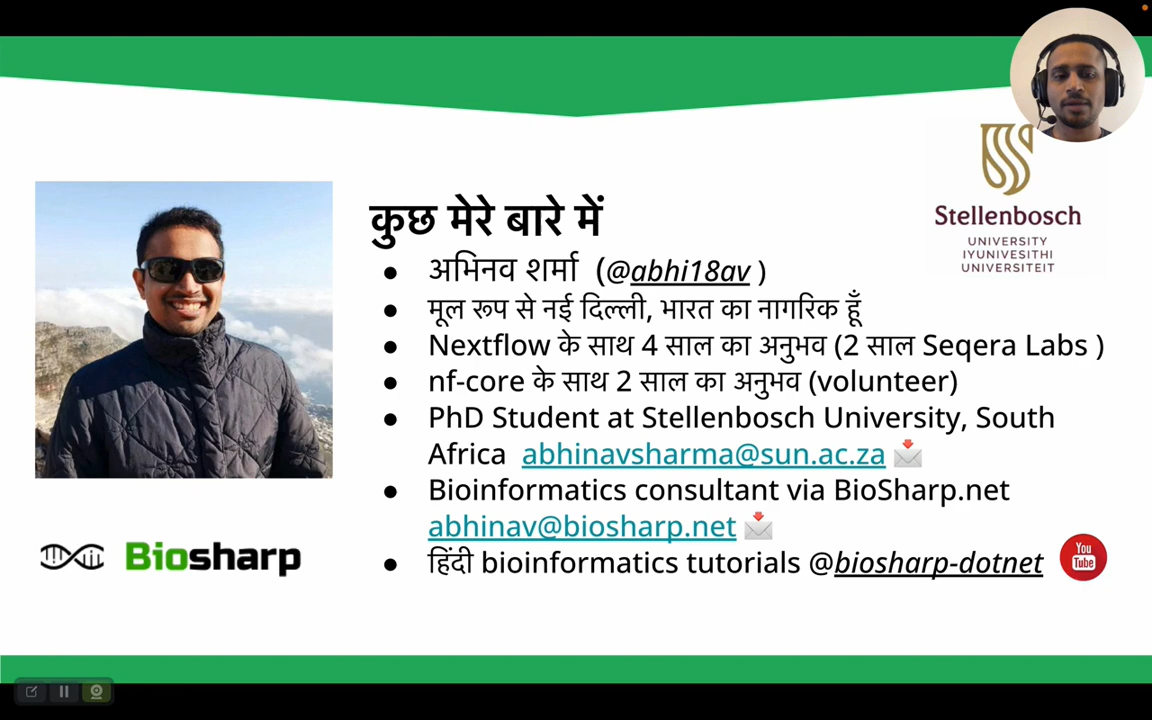 Stellenbosch
UNIVERSITY
IYUNIVESITHI
UNIVERSITEIT
कुछ मेरे बारे में
● अभिनव शर्मा (@abhi18av )
● मूल रूप से नई दिल्ली, भारत का नागरिक हूँ
● Nextflow के साथ 4 साल का अनुभव (2 साल Seqera Labs )
● nf-core के साथ 2 साल का अनुभव (volunteer)
● PhD Student at Stellenbosch University, South
Africa abhinavsharma@sun.ac.za
● Bioinformatics consultant via BioSharp.net
abhinav@biosharp.net
● हिंदी bioinformatics tutorials @biosharp-dotnet
You
Tube
Biosharp